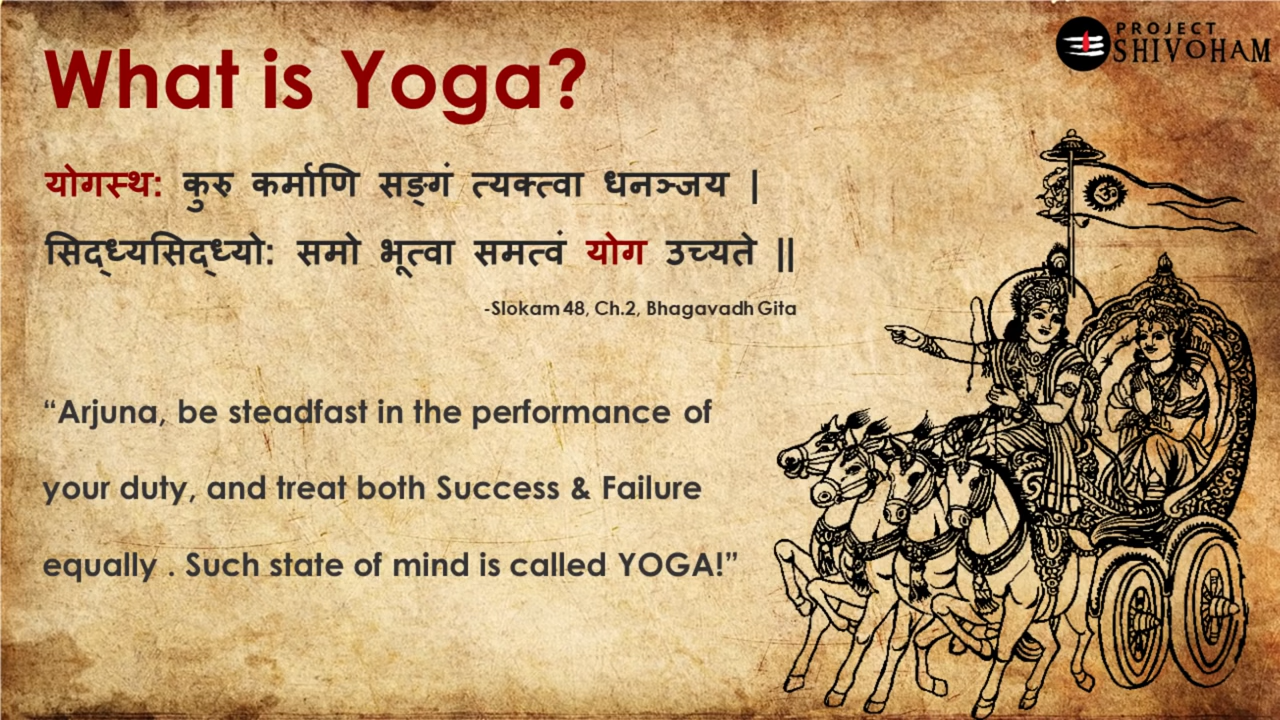 PROJECT
SHIVOHAM
What is Yoga?
योगस्थ: कुरु कर्माणि सङ्गं त्यक्त्वा धनञ्जय |
सिद्ध्यसिद्ध्यो: समो भूत्वा समत्वं योग उच्यते ||
-Slokam 48, Ch.2, Bhagavadh Gita
“Arjuna, be steadfast in the performance of
your duty, and treat both Success & Failure
equally . Such state of mind is called YOGA!”
ॐ